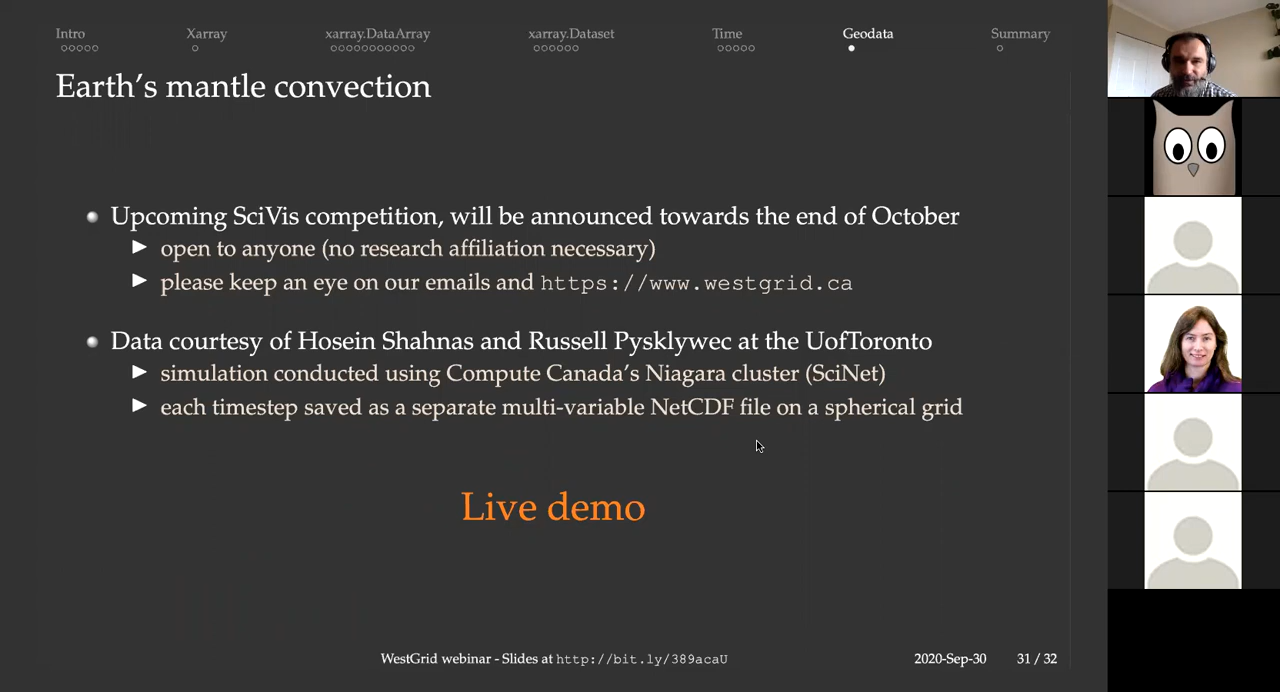 Intro Xarray xarray.DataArray xarray.Dataset Time Geodata Summary
Earth's mantle convection
Upcoming SciVis competition, will be announced towards the end of October
open to anyone (no research affiliation necessary)
please keep an eye on our emails and https://www.westgrid.ca
Data courtesy of Hosein Shahnas and Russell Pysklywec at the UofToronto
simulation conducted using Compute Canada's Niagara cluster (SciNet)
each timestep saved as a separate multi-variable NetCDF file on a spherical grid
Live demo
WestGrid webinar - Slides at http://bit.ly/389acaU 2020-Sep-30 31 / 32